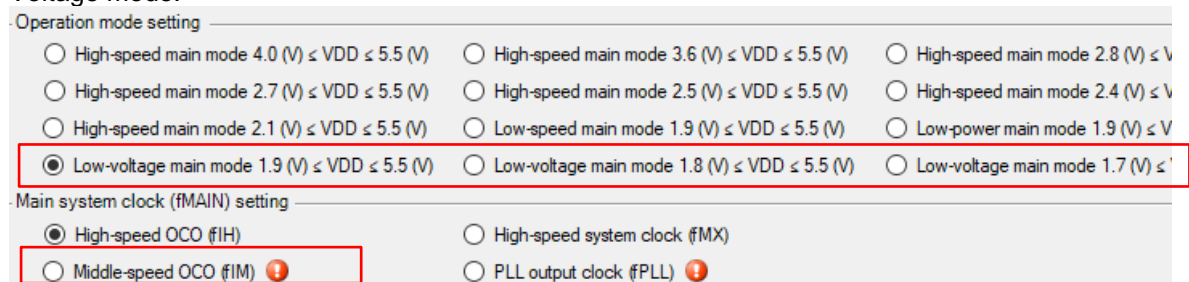 voltage mode.
Operation mode setting
High-speed main mode 4.0 (V) ≤ VDD ≤ 5.5 (V) High-speed main mode 3.6 (V) ≤ VDD ≤ 5.5 (V) High-speed main mode 2.8 (V) ≤
High-speed main mode 2.7 (V) ≤ VDD ≤ 5.5 (V) High-speed main mode 2.5 (V) ≤ VDD ≤ 5.5 (V) High-speed main mode 2.4 (V) ≤
High-speed main mode 2.1 (V) ≤ VDD ≤ 5.5 (V) Low-speed main mode 1.9 (V) ≤ VDD ≤ 5.5 (V) Low-power main mode 1.9 (V) ≤
Low-voltage main mode 1.9 (V) ≤ VDD ≤ 5.5 (V) Low-voltage main mode 1.8 (V) ≤ VDD ≤ 5.5 (V) Low-voltage main mode 1.7 (V) ≤
Main system clock (fMAIN) setting
High-speed OCO (fIH) High-speed system clock (fMX)
Middle-speed OCO (fIM) PLL output clock (fPLL)